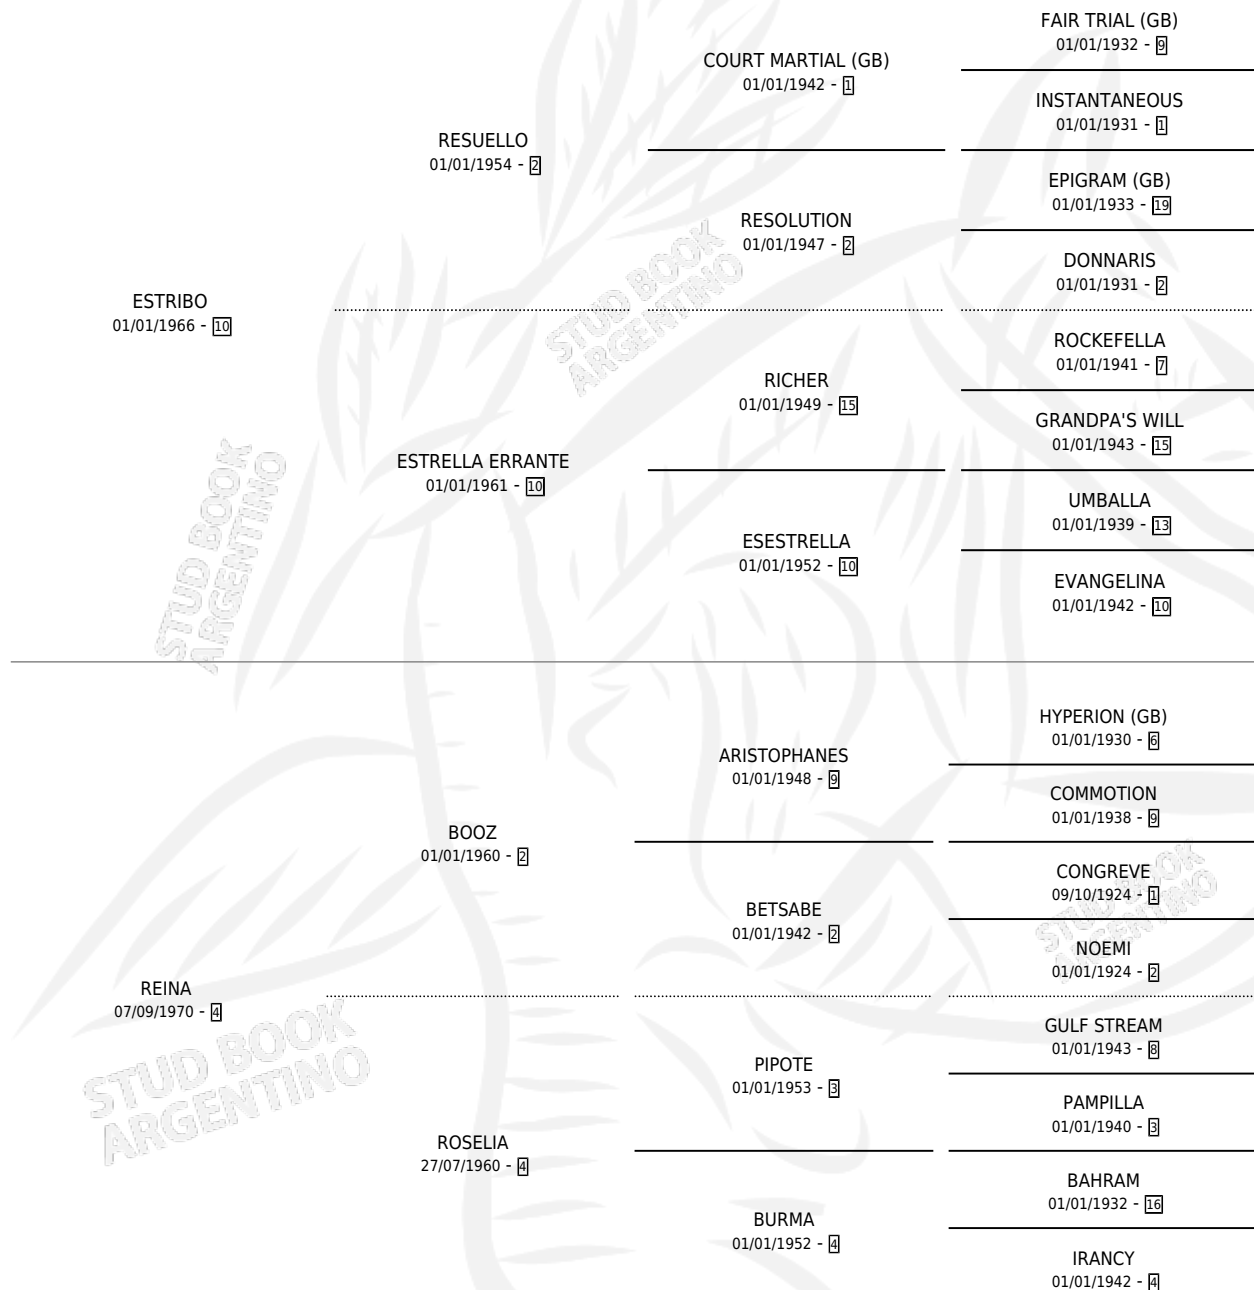 FAIR TRIAL (GB)
01/01/1932 - 9
COURT MARTIAL (GB)
01/01/1942 - 1
INSTANTANEOUS
01/01/1931 - 1
RESUELLO
01/01/1954 - 2
EPIGRAM (GB)
01/01/1933 - 19
RESOLUTION
01/01/1947 - 2
DONNARIS
01/01/1931 - 2
ESTRIBO
01/01/1966 - 10
ROCKEFELLA
01/01/1941 - 7
RICHER
01/01/1949 - 15
GRANDPA'S WILL
01/01/1943 - 15
ESTRELLA ERRANTE
01/01/1961 - 10
UMBALLA
01/01/1939 - 13
ESESTRELLA
01/01/1952 - 10
EVANGELINA
01/01/1942 - 10
STUD BOOK
ARGENTINO
STUD BOOK
ARGENTINO
HYPERION (GB)
01/01/1930 - 6
ARISTOPHANES
01/01/1948 - 9
COMMOTION
01/01/1938 - 9
BOOZ
01/01/1960 - 2
CONGREVE
09/10/1924 - 1
BETSABE
01/01/1942 - 2
NOEMI
01/01/1924 - 2
REINA
07/09/1970 - 4
GULF STREAM
01/01/1943 - 8
PIPOTE
01/01/1953 - 3
PAMPILLA
01/01/1940 - 3
ROSELIA
27/07/1960 - 4
BAHRAM
01/01/1932 - 16
BURMA
01/01/1952 - 4
IRANCY
01/01/1942 - 4
STUD BOOK
ARGENTINO
STUD BOOK
ARGENTINO